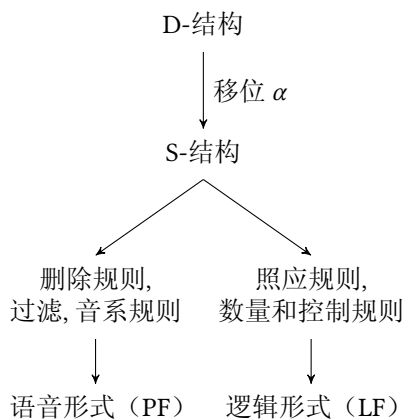 D-结构
移位 α
S-结构
删除规则,
过滤, 音系规则
照应规则,
数量和控制规则
语音形式（PF）
逻辑形式（LF）